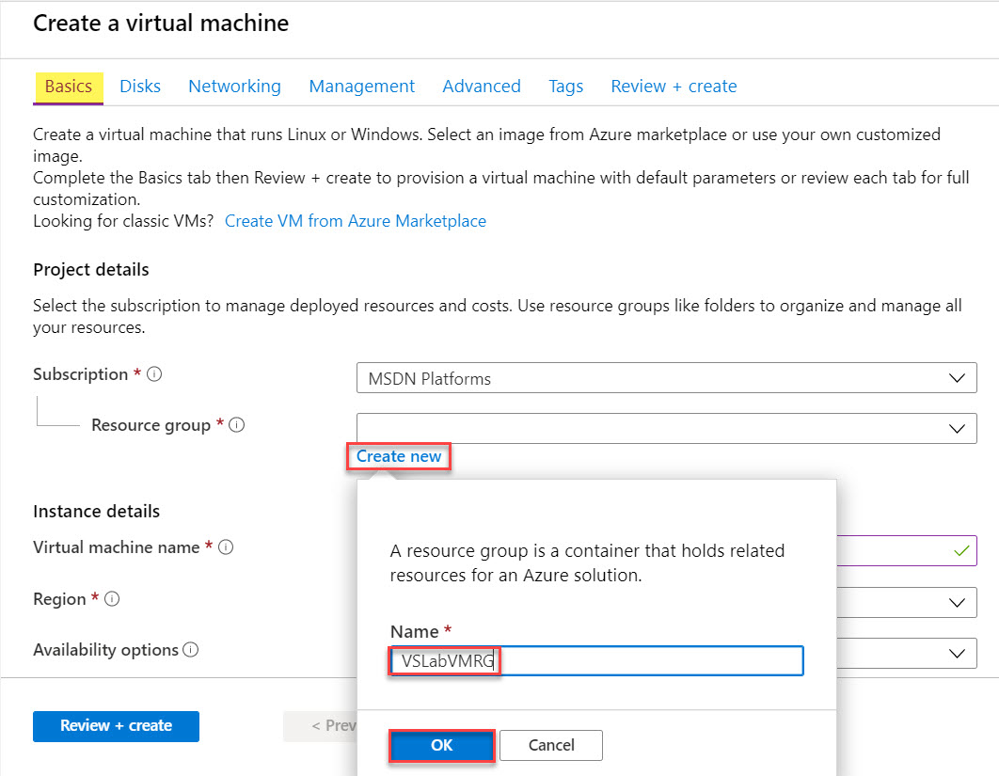 Create a virtual machine
Basics Disks Networking Management Advanced Tags Review + create
Create a virtual machine that runs Linux or Windows. Select an image from Azure marketplace or use your own customized
image.
Complete the Basics tab then Review + create to provision a virtual machine with default parameters or review each tab for full
customization.
Looking for classic VMs? Create VM from Azure Marketplace
Project details
Select the subscription to manage deployed resources and costs. Use resource groups like folders to organize and manage all
your resources.
Subscription * MSDN Platforms
Resource group *
Create new
Instance details
Virtual machine name *
Region *
Availability options
A resource group is a container that holds related
resources for an Azure solution.
Name *
VSLabVMRG
Review + create < Prev
OK Cancel